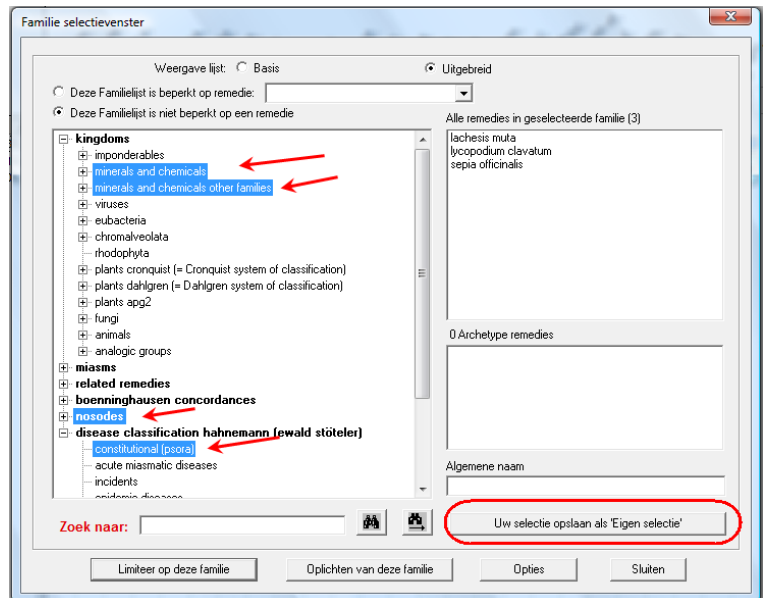 Familie selectievenster
Weergave lijst: Basis Uitgebreid
Deze Familielijst is beperkt op remedie:
Deze Familielijst is niet beperkt op een remedie
kingdoms
imponderables
minerals and chemicals
minerals and chemicals other families
viruses
eubacteria
chromalveolata
rhodophyta
plants cronquist (= Cronquist system of classification)
plants dahlgren (= Dahlgren system of classification)
plants apg2
fungi
animals
analogic groups
miasms
related remedies
boenninghausen concordances
nosodes
disease classification hahnemann (ewald stöteler)
constitutional (psora)
acute miasmatic diseases
incidents
epidemic diseases
Zoek naar:
Alle remedies in geselecteerde familie (3)
lachesis muta
lycopodium clavatum
sepia officinalis
0 Archetype remedies
Algemene naam
Uw selectie opslaan als 'Eigen selectie'
Limiteer op deze familie Oplichten van deze familie Opties Sluiten